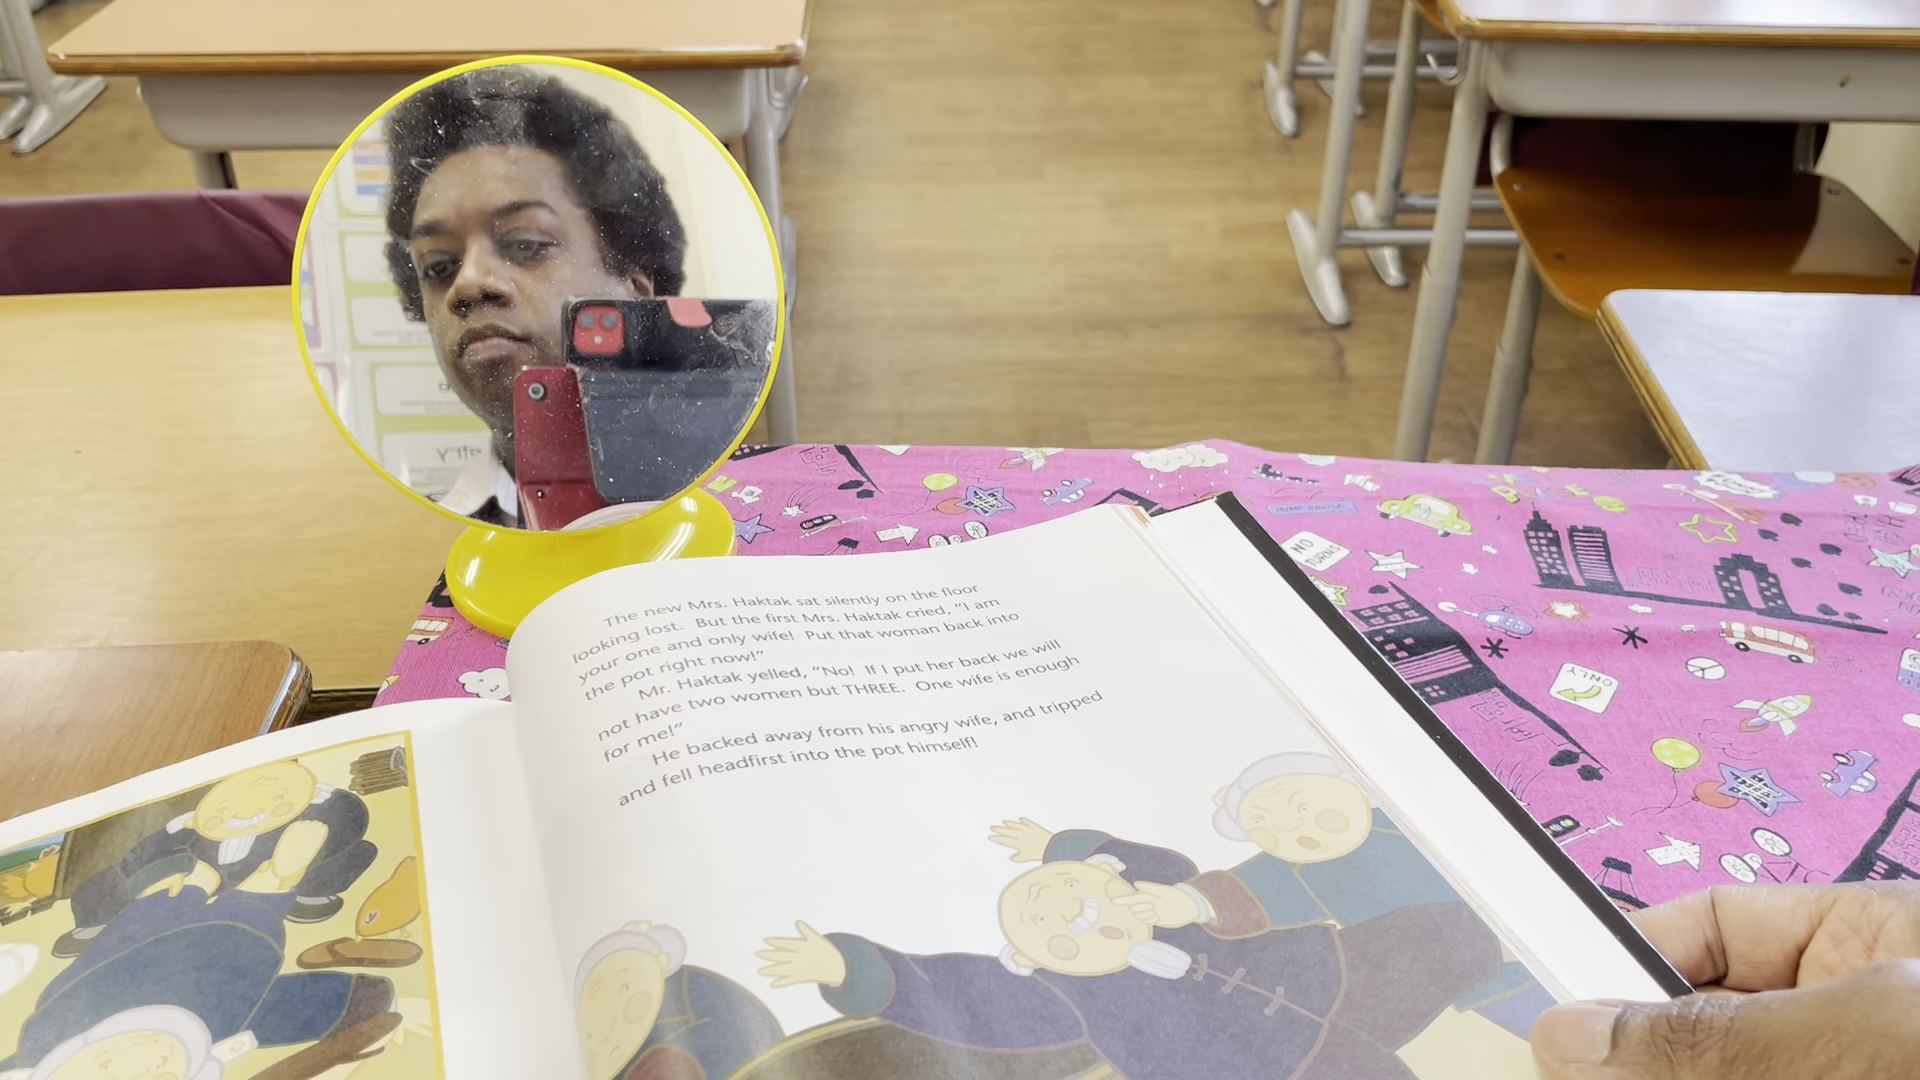 The new Mrs. Haktak sat silently on the floor
looking lost. But the first Mrs. Haktak cried, “I am
your one and only wife! Put that woman back into
the pot right now!”
Mr. Haktak yelled, “No! If I put her back we will
not have two women but THREE. One wife is enough
for me!”
He backed away from his angry wife, and tripped
and fell headfirst into the pot himself!
NO
TURNS
ONLY